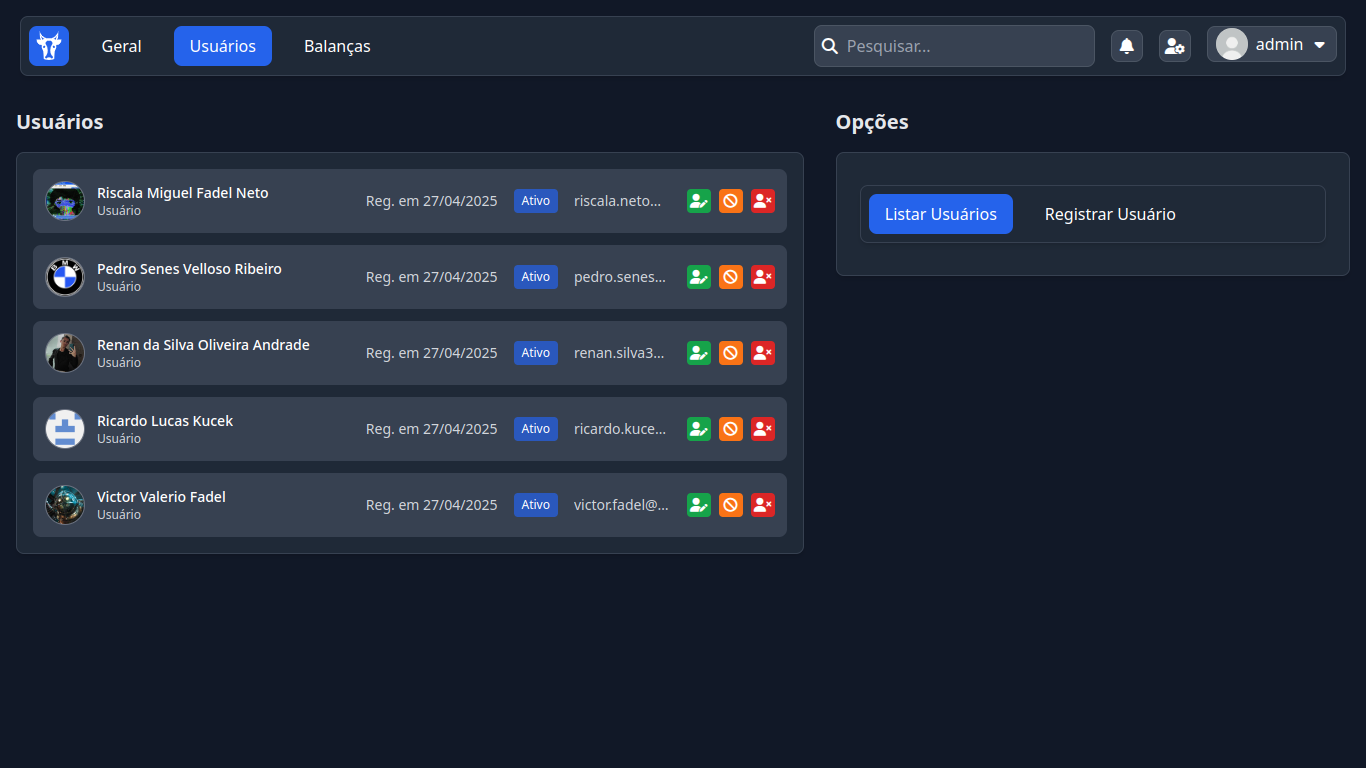 Geral Usuários Balanças Pesquisar... admin
Usuários
Riscala Miguel Fadel Neto
Usuário
Reg. em 27/04/2025 Ativo riscala.neto...
Pedro Senes Velloso Ribeiro
Usuário
Reg. em 27/04/2025 Ativo pedro.senes...
Renan da Silva Oliveira Andrade
Usuário
Reg. em 27/04/2025 Ativo renan.silva3...
Ricardo Lucas Kucek
Usuário
Reg. em 27/04/2025 Ativo ricardo.kuce...
Victor Valerio Fadel
Usuário
Reg. em 27/04/2025 Ativo victor.fadel@...
Opções
Listar Usuários Registrar Usuário
BMW